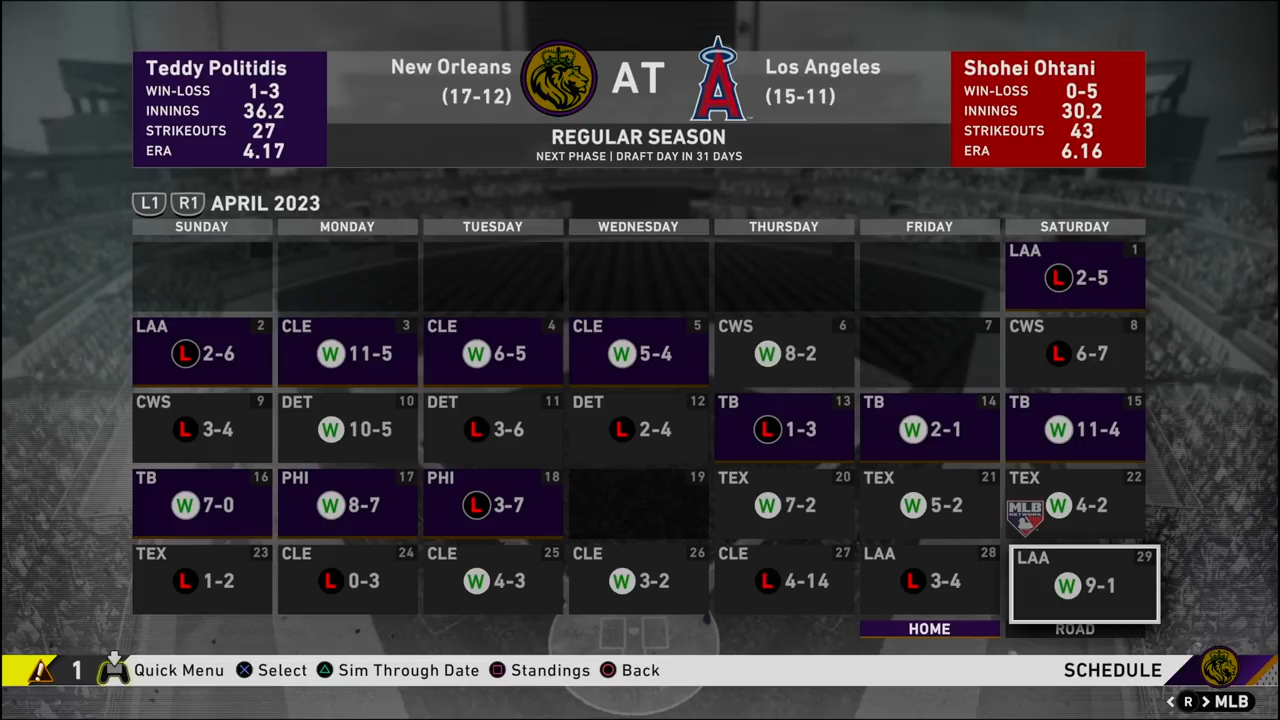 Teddy Politidis
WIN-LOSS 1-3
INNINGS 36.2
STRIKEOUTS 27
ERA 4.17
New Orleans
(17-12)
AT
A
Los Angeles
(15-11)
REGULAR SEASON
NEXT PHASE | DRAFT DAY IN 31 DAYS
Shohei Ohtani
WIN-LOSS 0-5
INNINGS 30.2
STRIKEOUTS 43
ERA 6.16
L1 R1 APRIL 2023
SUNDAY MONDAY TUESDAY WEDNESDAY THURSDAY FRIDAY SATURDAY
LAA 1
L 2-5
LAA 2 CLE 3 CLE 4 CLE 5 CWS 6 7 CWS 8
L 2-6 W 11-5 W 6-5 W 5-4 W 8-2 L 6-7
CWS 9 DET 10 DET 11 DET 12 TB 13 TB 14 TB 15
L 3-4 W 10-5 L 3-6 L 2-4 L 1-3 W 2-1 W 11-4
TB 16 PHI 17 PHI 18 19 TEX 20 TEX 21 TEX 22
W 7-0 W 8-7 L 3-7 W 7-2 W 5-2 MLB NETWORK W 4-2
TEX 23 CLE 24 CLE 25 CLE 26 CLE 27 LAA 28 LAA 29
L 1-2 L 0-3 W 4-3 W 3-2 L 4-14 L 3-4 W 9-1
HOME ROAD
1 Quick Menu Select Sim Through Date Standings Back SCHEDULE
< R > MLB